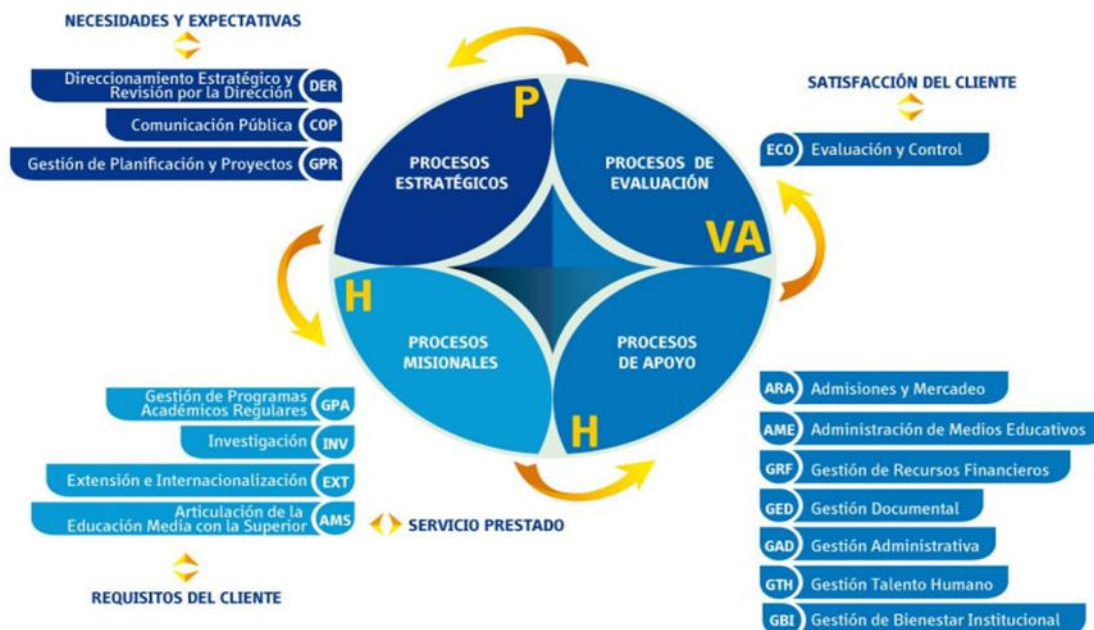 NECESIDADES Y EXPECTATIVAS
Direccionamiento Estratégico y
Revisión por la Dirección
DER
Comunicación Pública
COP
Gestión de Planificación y Proyectos
GPR
P
PROCESOS
ESTRATÉGICOS
PROCESOS DE
EVALUACIÓN
VA
SATISFACCIÓN DEL CLIENTE
ECO
Evaluación y Control
H
PROCESOS
MISIONALES
PROCESOS
DE APOYO
H
Gestión de Programas
Académicos Regulares
GPA
Investigación
INV
Extensión e Internacionalización
EXT
Articulación de la
Educación Media con la Superior
AMS
SERVICIO PRESTADO
REQUISITOS DEL CLIENTE
ARA
Admisiones y Mercadeo
AME
Administración de Medios Educativos
GRF
Gestión de Recursos Financieros
GED
Gestión Documental
GAD
Gestión Administrativa
GTH
Gestión Talento Humano
GBI
Gestión de Bienestar Institucional